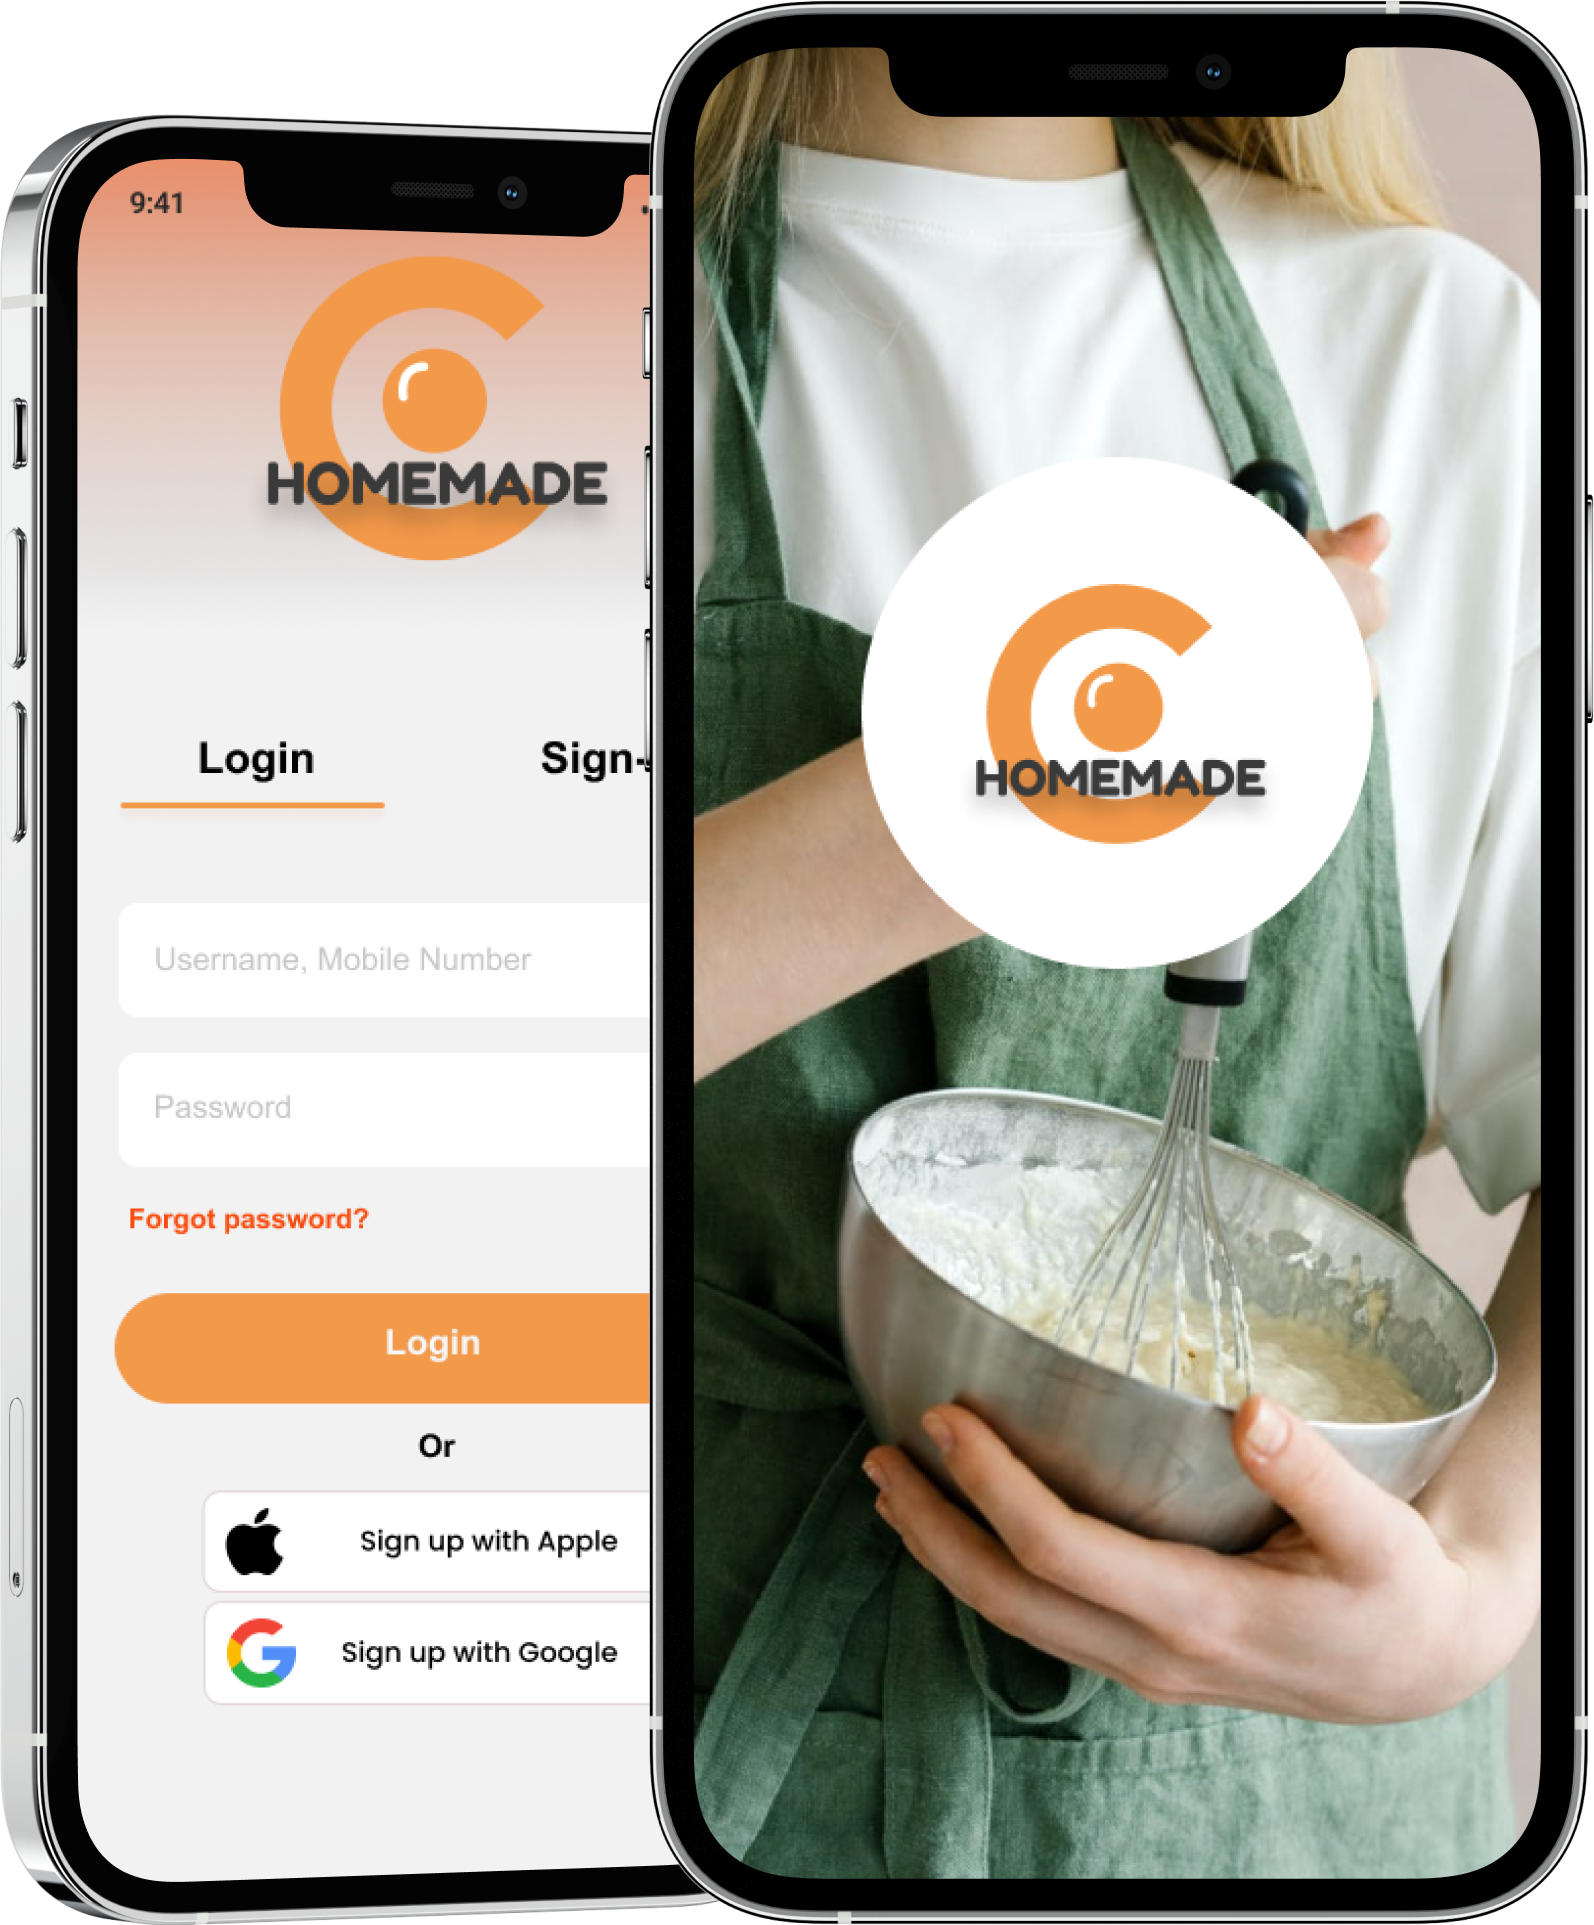 9:41
HOMEMADE
Login
Sign-
Username, Mobile Number
Password
Forgot password?
Login
Or
Sign up with Apple
Sign up with Google
HOMEMADE